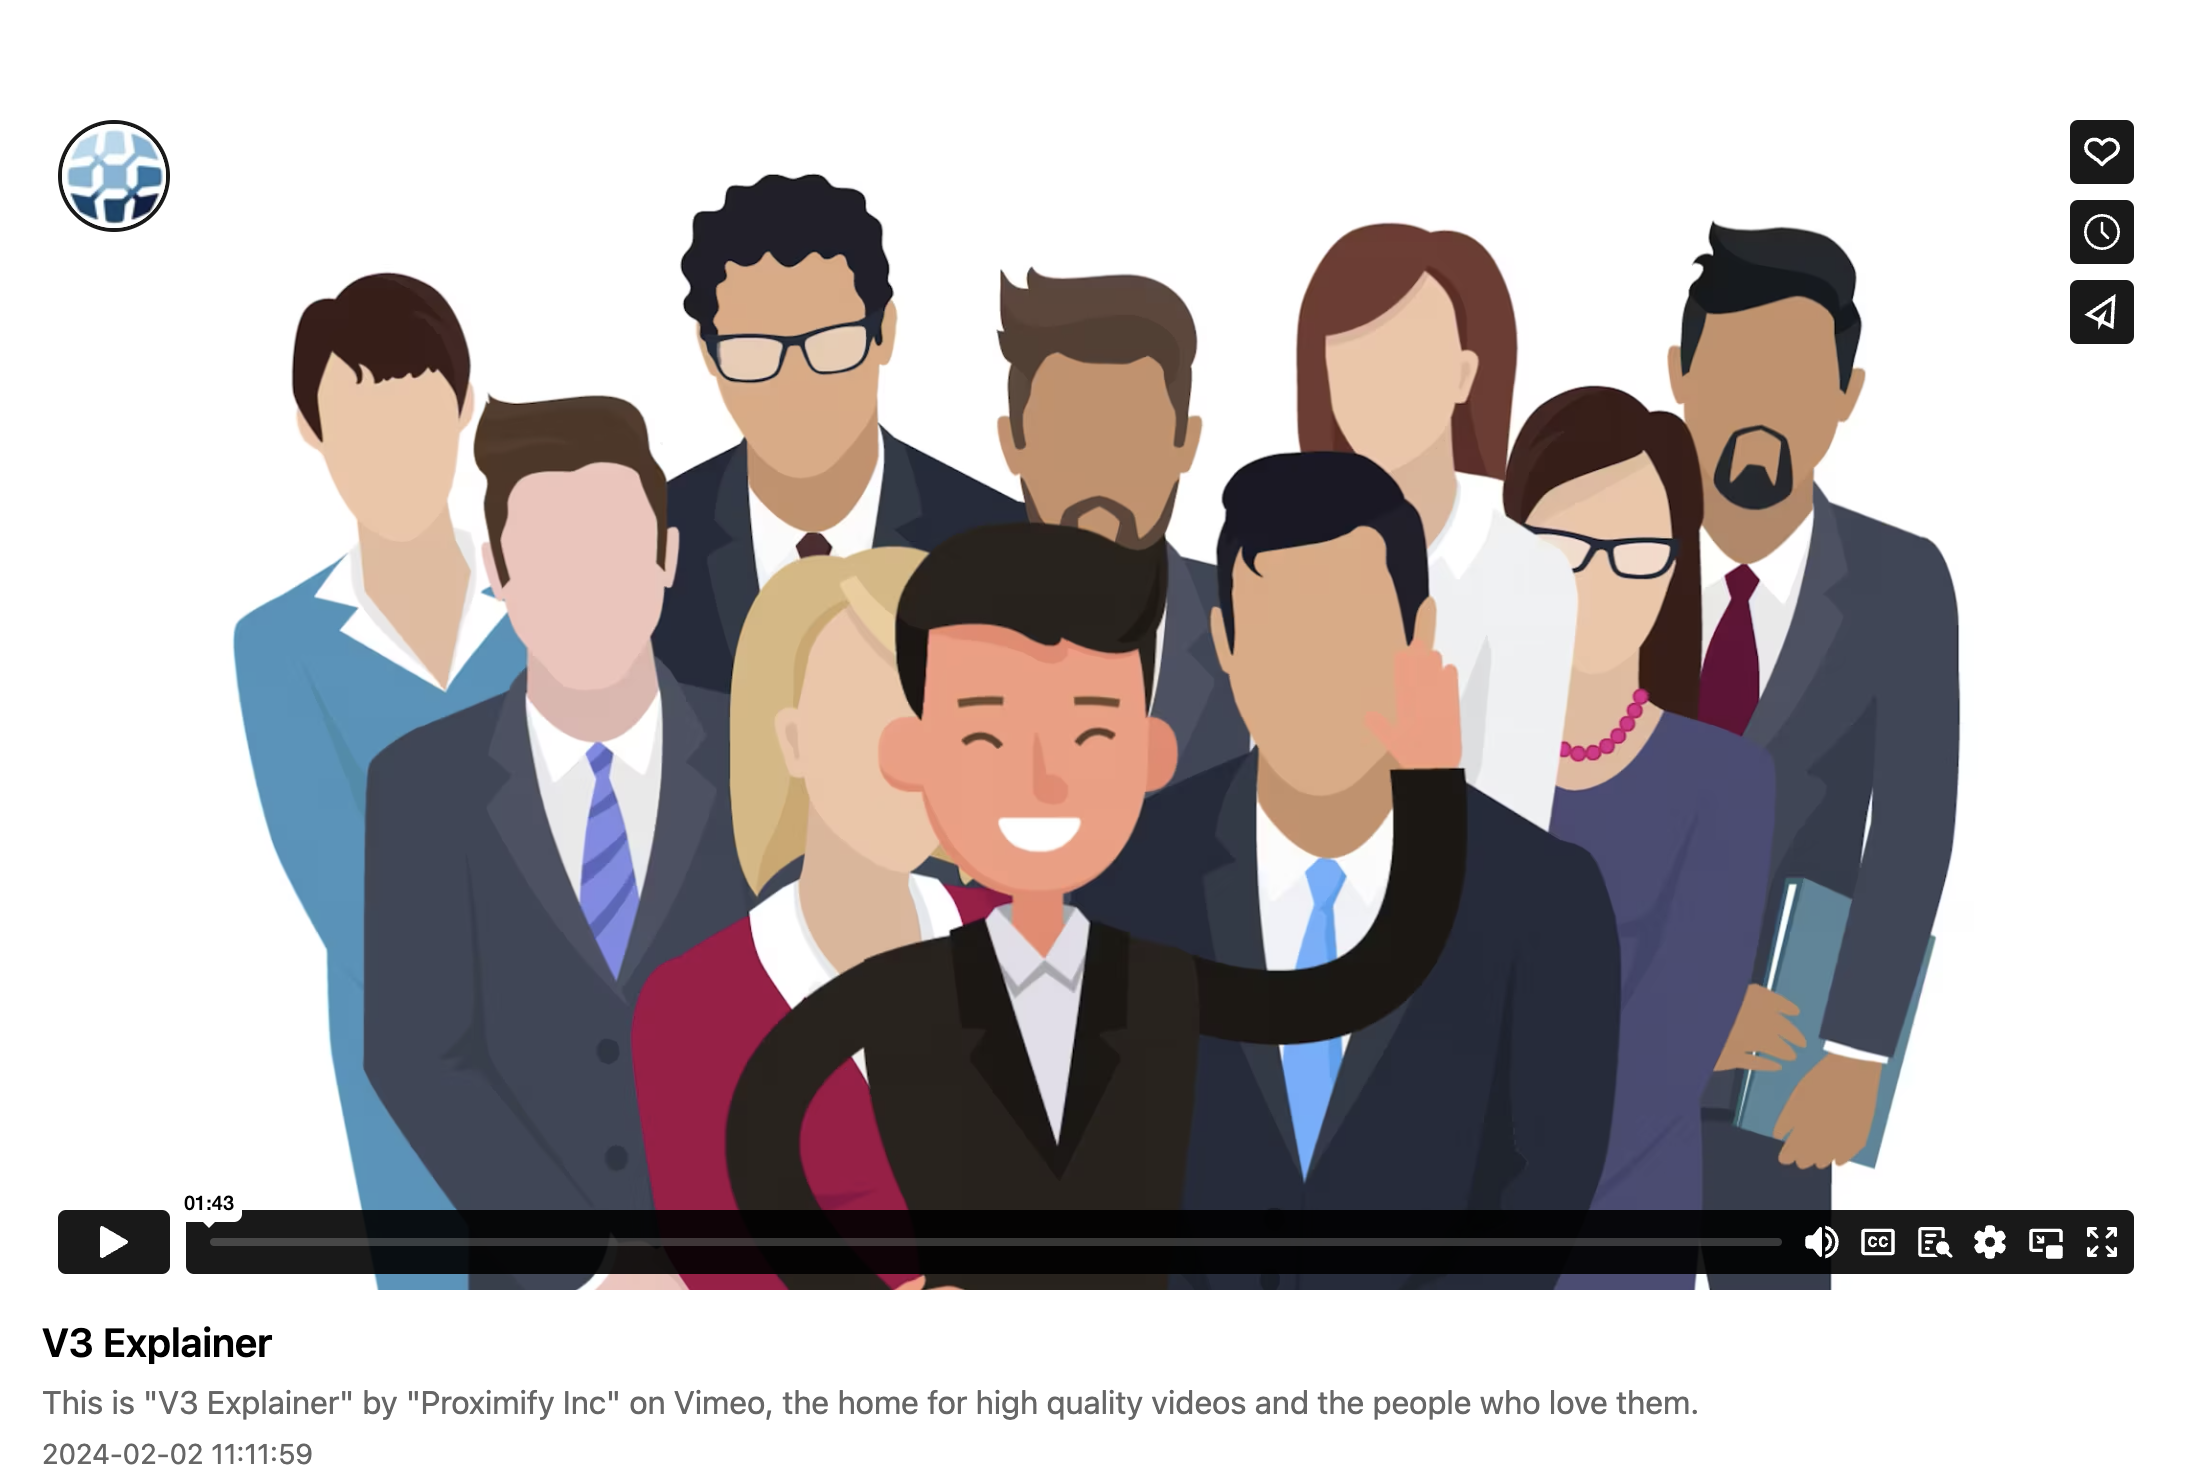 01:43
CC
V3 Explainer
This is "V3 Explainer" by "Proximify Inc" on Vimeo, the home for high quality videos and the people who love them.
2024-02-02 11:11:59